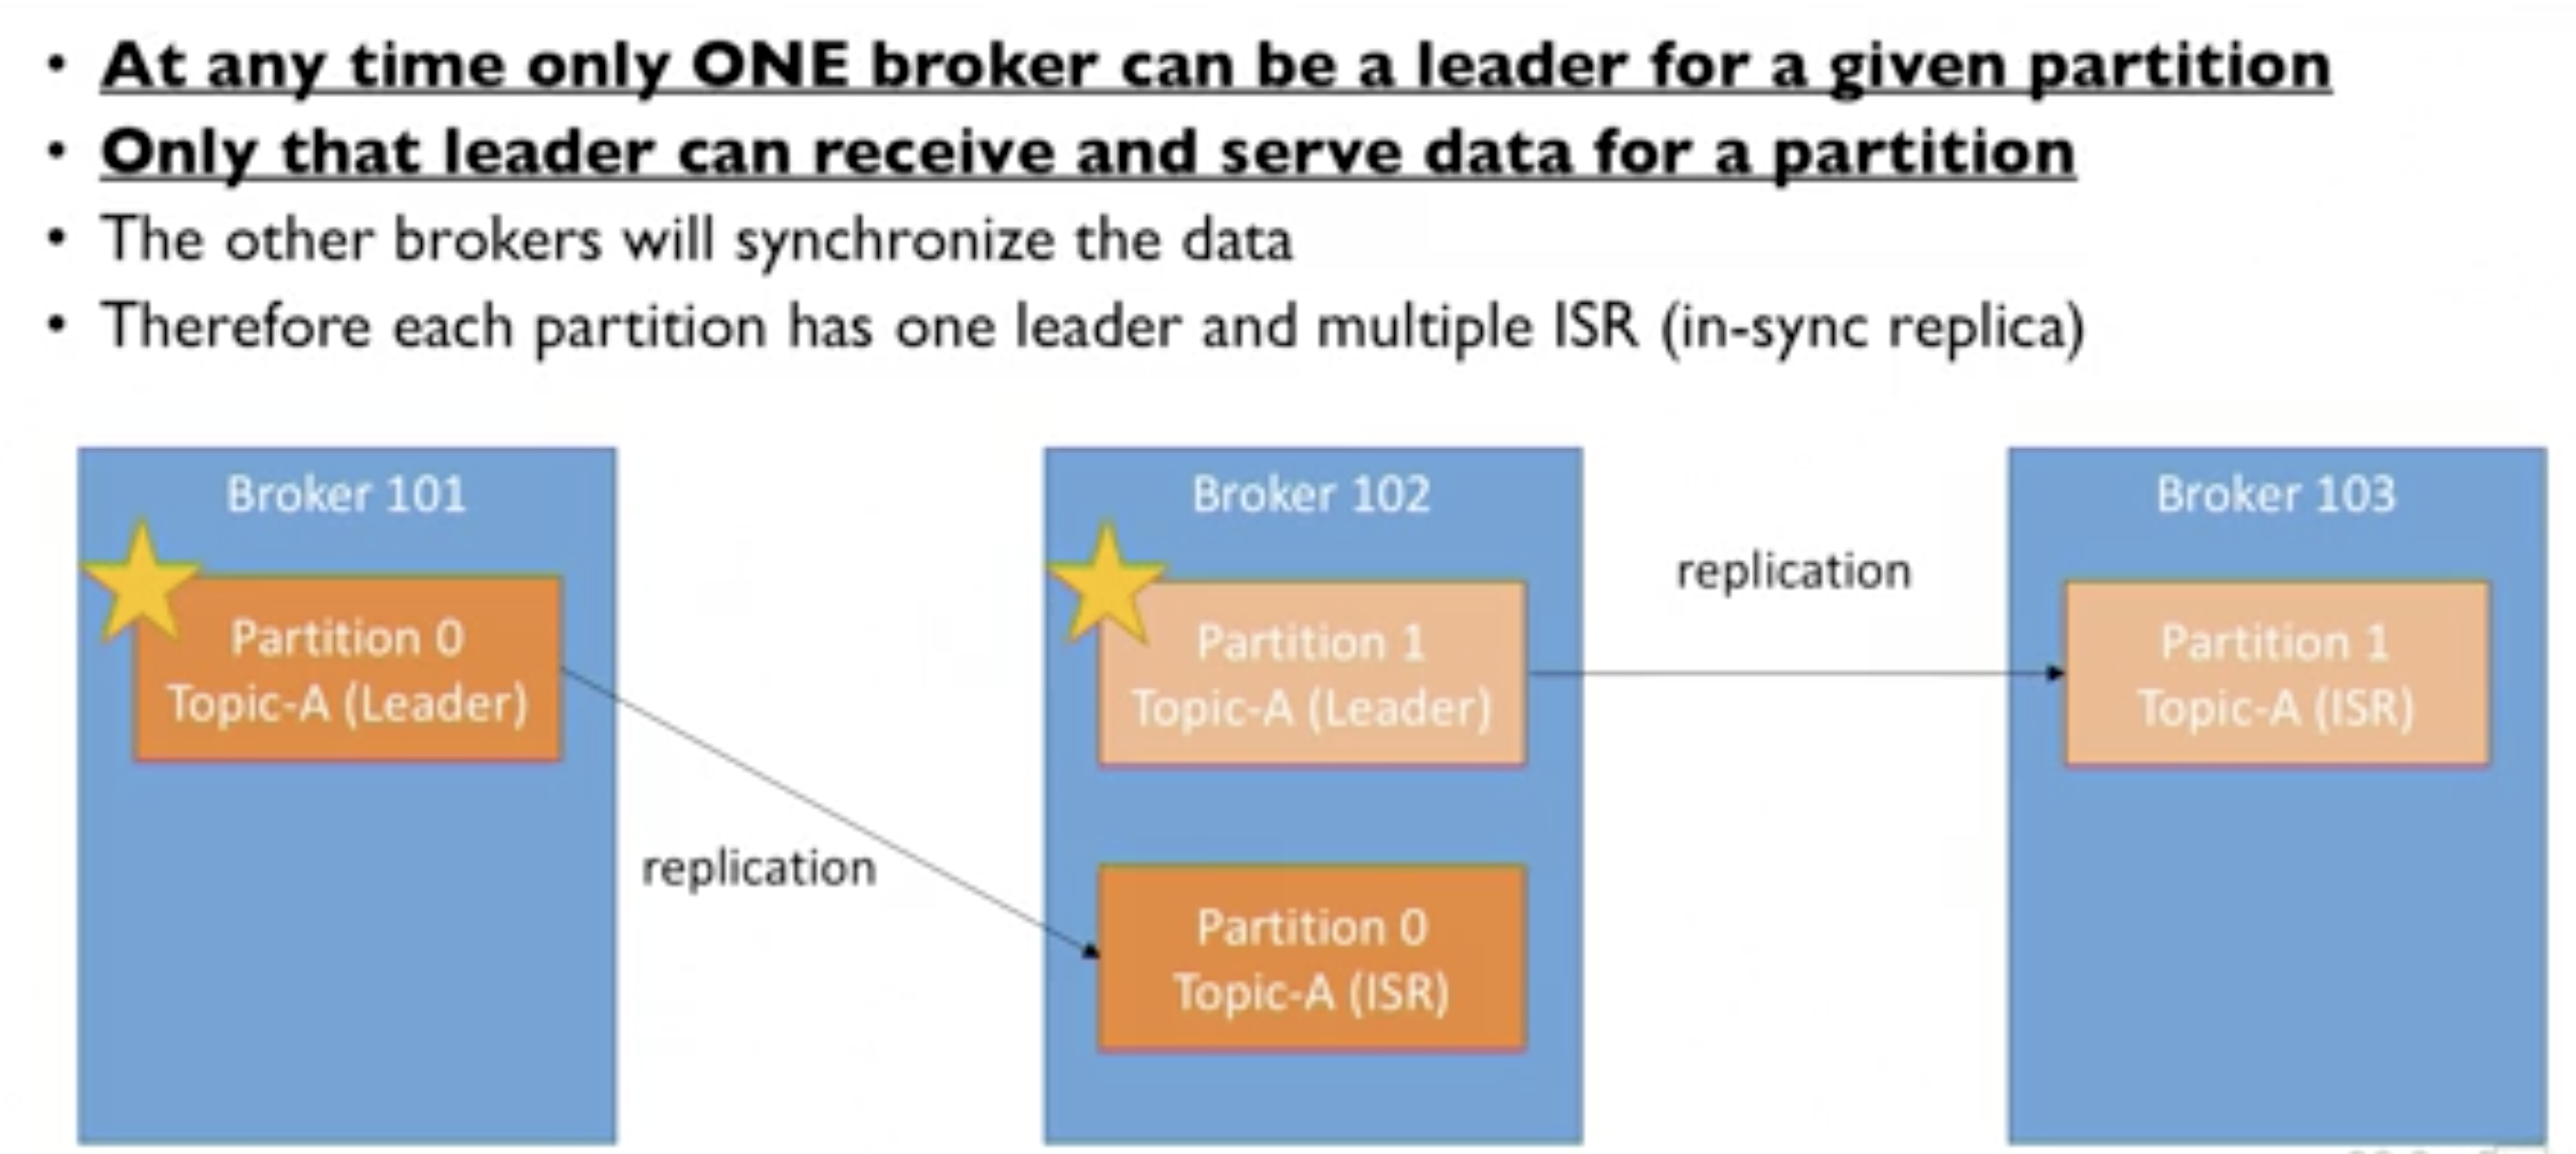 • At any time only ONE broker can be a leader for a given partition
• Only that leader can receive and serve data for a partition
• The other brokers will synchronize the data
• Therefore each partition has one leader and multiple ISR (in-sync replica)
Broker 101
Partition 0
Topic-A (Leader)
replication
Broker 102
Partition 1
Topic-A (Leader)
Partition 0
Topic-A (ISR)
replication
Broker 103
Partition 1
Topic-A (ISR)